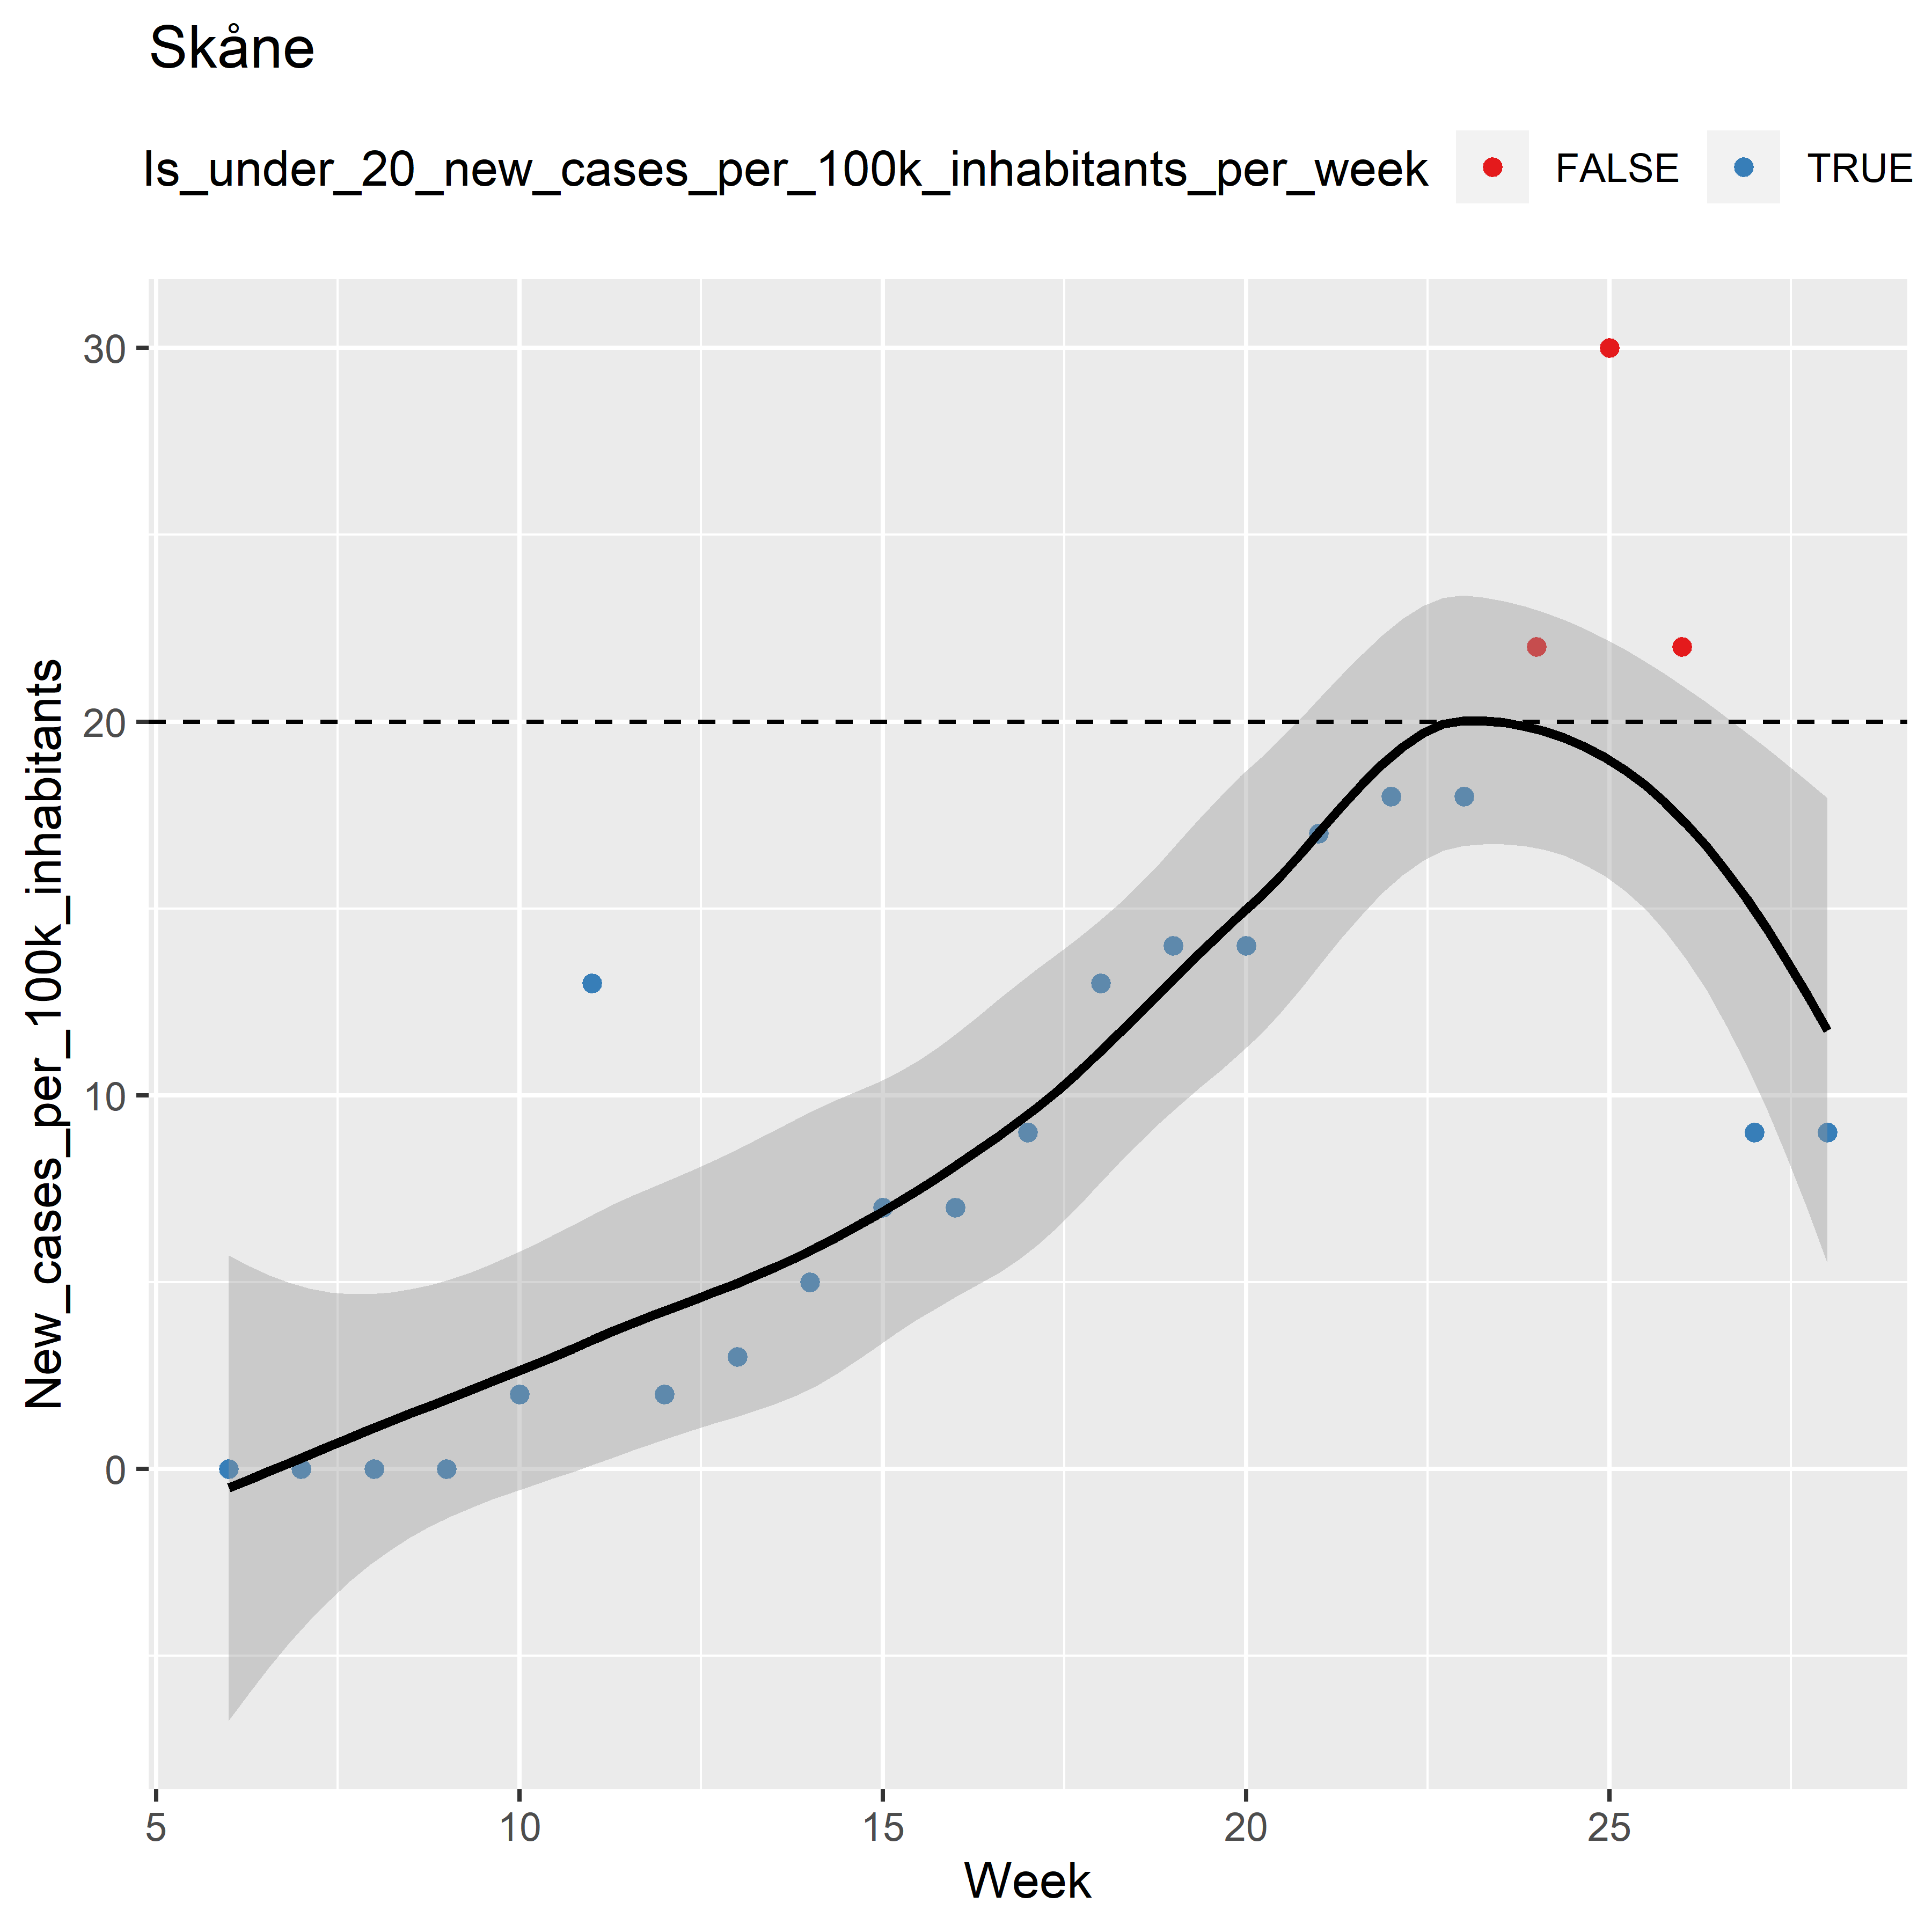 Skåne
Is_under_20_new_cases_per_100k_inhabitants_per_week FALSE TRUE
New_cases_per_100k_inhabitants
30
20
10
0
5 10 15 20 25
Week